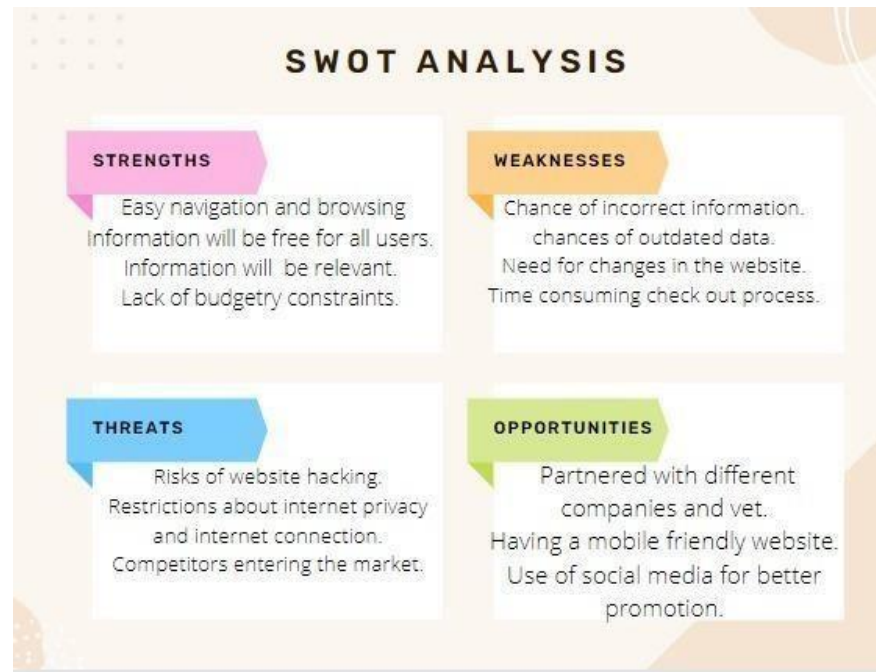 SWOT ANALYSIS
STRENGTHS
Easy navigation and browsing
Information will be free for all users.
Information will be relevant.
Lack of budgetry constraints.
WEAKNESSES
Chance of incorrect information.
chances of outdated data.
Need for changes in the website.
Time consuming check out process.
THREATS
Risks of website hacking.
Restrictions about internet privacy
and internet connection.
Competitors entering the market.
OPPORTUNITIES
Partnered with different
companies and vet.
Having a mobile friendly website.
Use of social media for better
promotion.